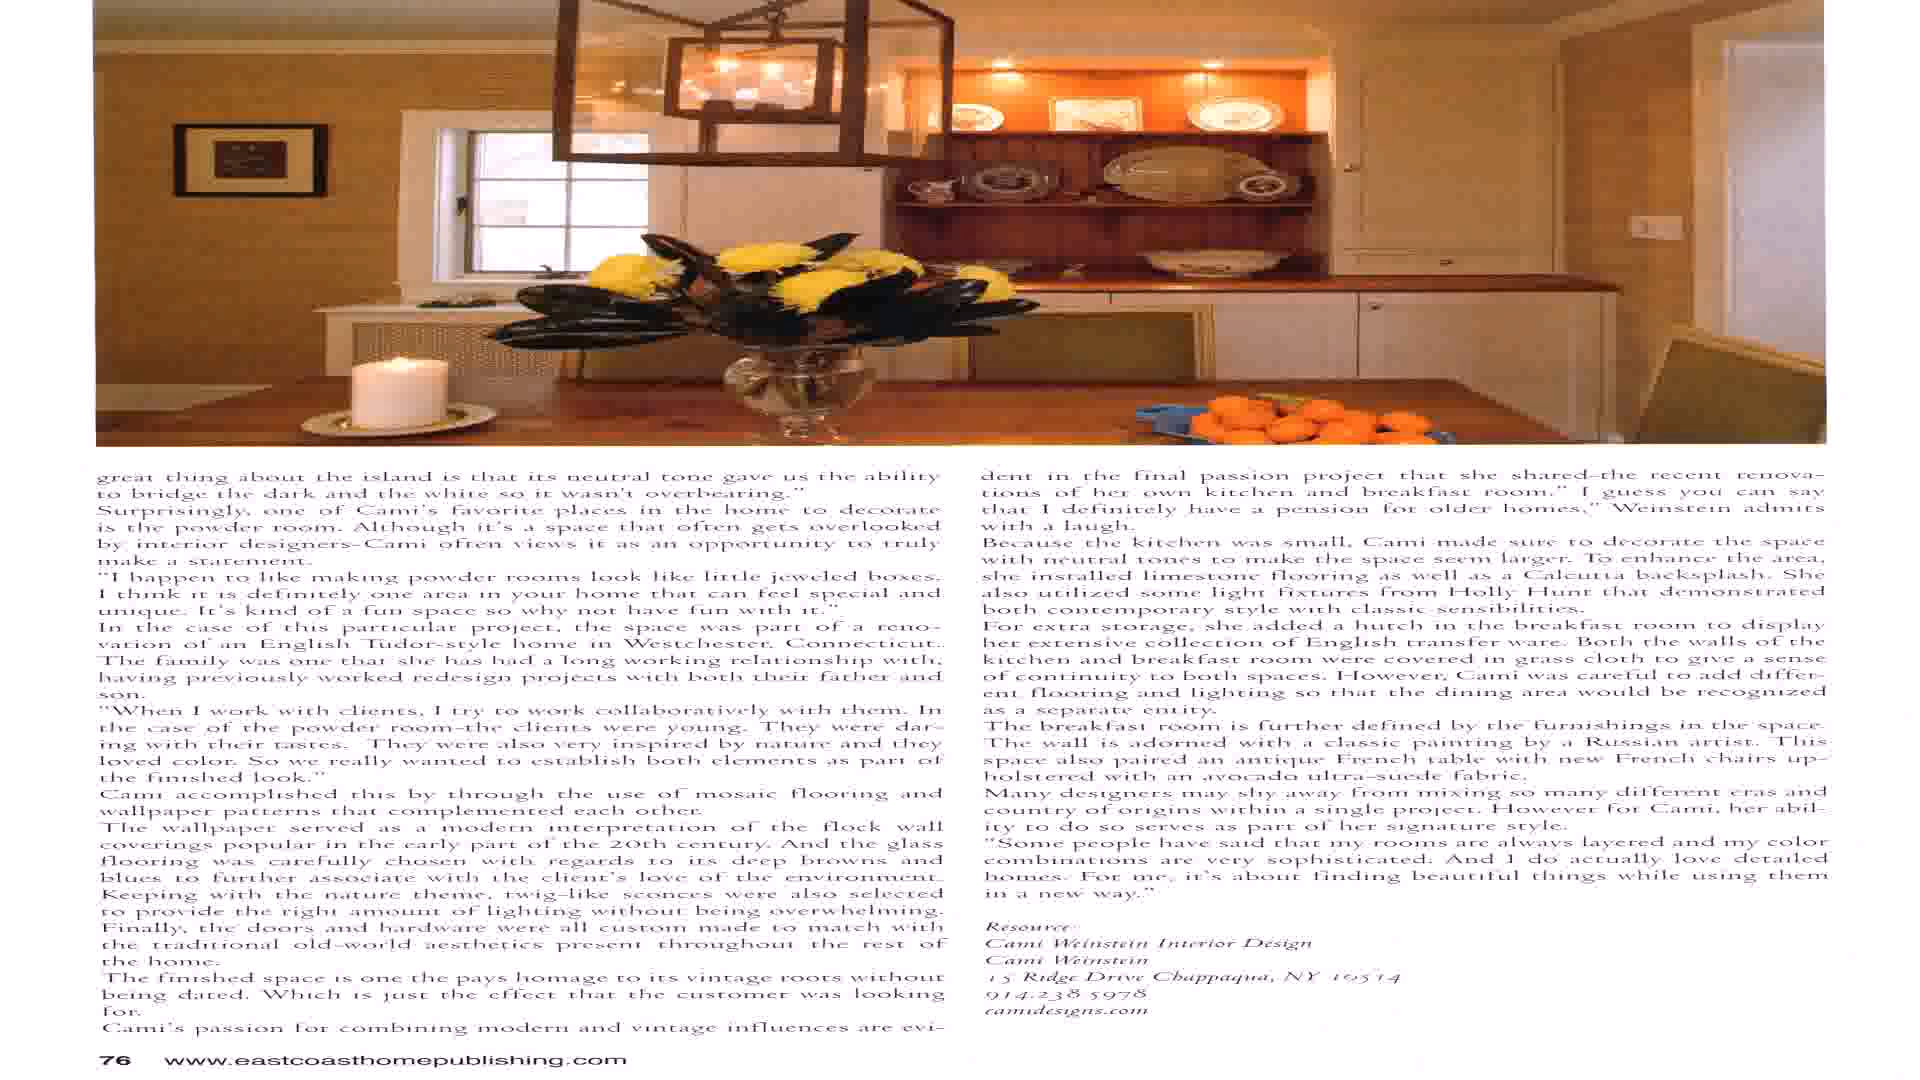 great thing about the island is that its neutral tone gave us the ability
to bridge the dark and the white so it wasn't overbearing."
Surprisingly, one of Cami's favorite places in the home to decorate
is the powder room. Although it's a space that often gets overlooked
by interior designers–Cami often views it as an opportunity to truly
make a statement.
"I happen to like making powder rooms look like little jeweled boxes.
I think it is definitely one area in your home that can feel special and
unique. It's kind of a fun space so why not have fun with it."
In the case of this particular project, the space was part of a reno-
vation of an English Tudor-style home in Westchester, Connecticut.
The family was one that she has had a long working relationship with,
having previously worked redesign projects with both their father and
son.
"When I work with clients, I try to work collaboratively with them. In
the case of the powder room–the clients were young. They were dar-
ing with their tastes. They were also very inspired by nature and they
loved color. So we really wanted to establish both elements as part of
the finished look."
Cami accomplished this by through the use of mosaic flooring and
wallpaper patterns that complemented each other.
The wallpaper served as a modern interpretation of the flock wall
coverings popular in the early part of the 20th century. And the glass
flooring was carefully chosen with regards to its deep browns and
blues to further associate with the client's love of the environment.
Keeping with the nature theme, twig-like sconces were also selected
to provide the right amount of lighting without being overwhelming.
Finally, the doors and hardware were all custom made to match with
the traditional old-world aesthetics present throughout the rest of
the home.
The finished space is one the pays homage to its vintage roots without
being dated. Which is just the effect that the customer was looking
for.
Cami's passion for combining modern and vintage influences are evi-
dent in the final passion project that she shared–the recent renova-
tions of her own kitchen and breakfast room." I guess you can say
that I definitely have a pension for older homes," Weinstein admits
with a laugh.
Because the kitchen was small, Cami made sure to decorate the space
with neutral tones to make the space seem larger. To enhance the area,
she installed limestone flooring as well as a Calcutta backsplash. She
also utilized some light fixtures from Holly Hunt that demonstrated
both contemporary style with classic sensibilities.
For extra storage, she added a hutch in the breakfast room to display
her extensive collection of English transfer ware. Both the walls of the
kitchen and breakfast room were covered in grass cloth to give a sense
of continuity to both spaces. However, Cami was careful to add differ-
ent flooring and lighting so that the dining area would be recognized
as a separate entity.
The breakfast room is further defined by the furnishings in the space.
The wall is adorned with a classic painting by a Russian artist. This
space also paired an antique French table with new French chairs up-
holstered with an avocado ultra-suede fabric.
Many designers may shy away from mixing so many different eras and
country of origins within a single project. However for Cami, her abil-
ity to do so serves as part of her signature style.
"Some people have said that my rooms are always layered and my color
combinations are very sophisticated. And I do actually love detailed
homes. For me, it's about finding beautiful things while using them
in a new way."
Resource
Cami Weinstein Interior Design
Cami Weinstein
15 Ridge Drive Chappaqua, NY 10514
914.238 5978
camidesigns.com
76 www.eastcoasthomepublishing.com